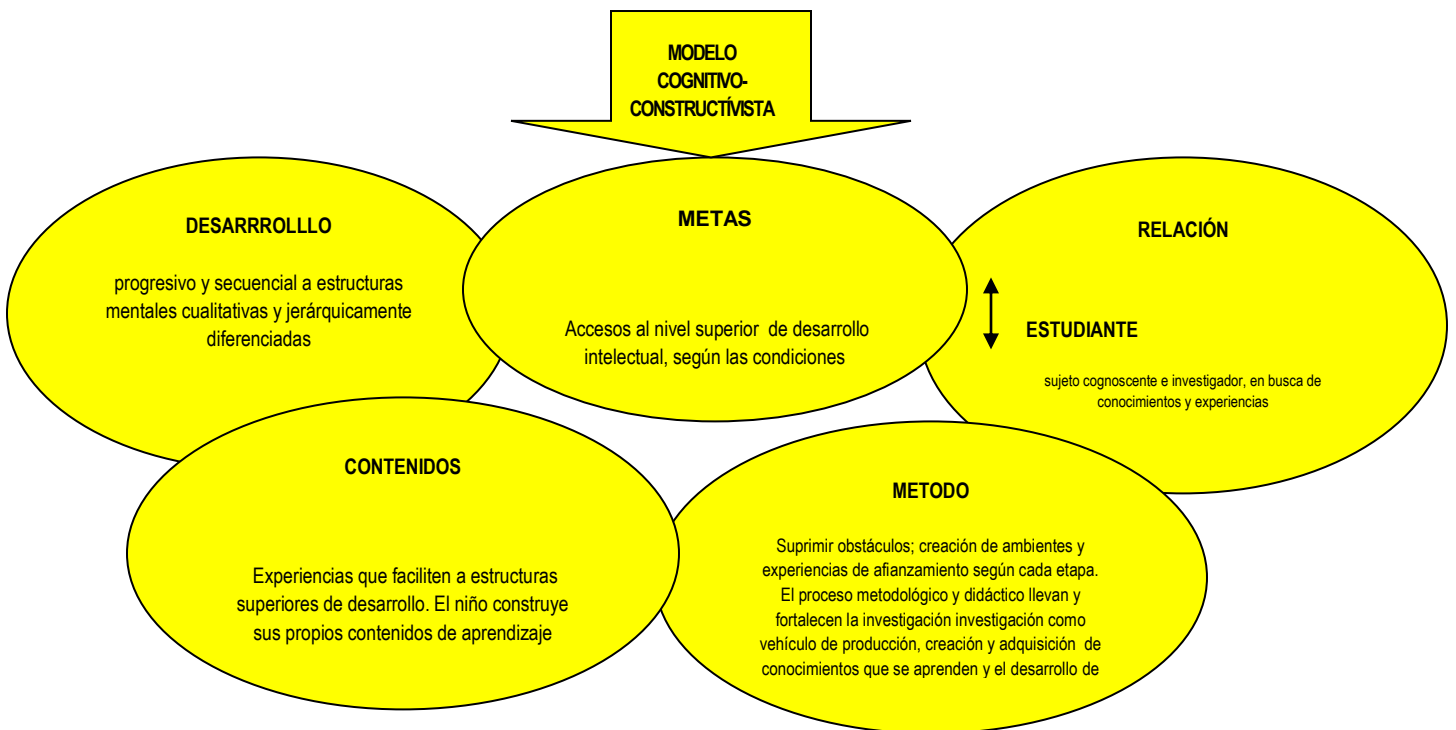 MODELO
COGNITIVO-
CONSTRUCTÍVISTA
DESARRROLLLO
progresivo y secuencial a estructuras
mentales cualitativas y jerárquicamente
diferenciadas
METAS
Accesos al nivel superior de desarrollo
intelectual, según las condiciones
RELACIÓN
ESTUDIANTE
sujeto cognoscente e investigador, en busca de
conocimientos y experiencias
CONTENIDOS
Experiencias que faciliten a estructuras
superiores de desarrollo. El niño construye
sus propios contenidos de aprendizaje
METODO
Suprimir obstáculos; creación de ambientes y
experiencias de afianzamiento según cada etapa.
El proceso metodológico y didáctico llevan y
fortalecen la investigación investigación como
vehículo de producción, creación y adquisición de
conocimientos que se aprenden y el desarrollo de